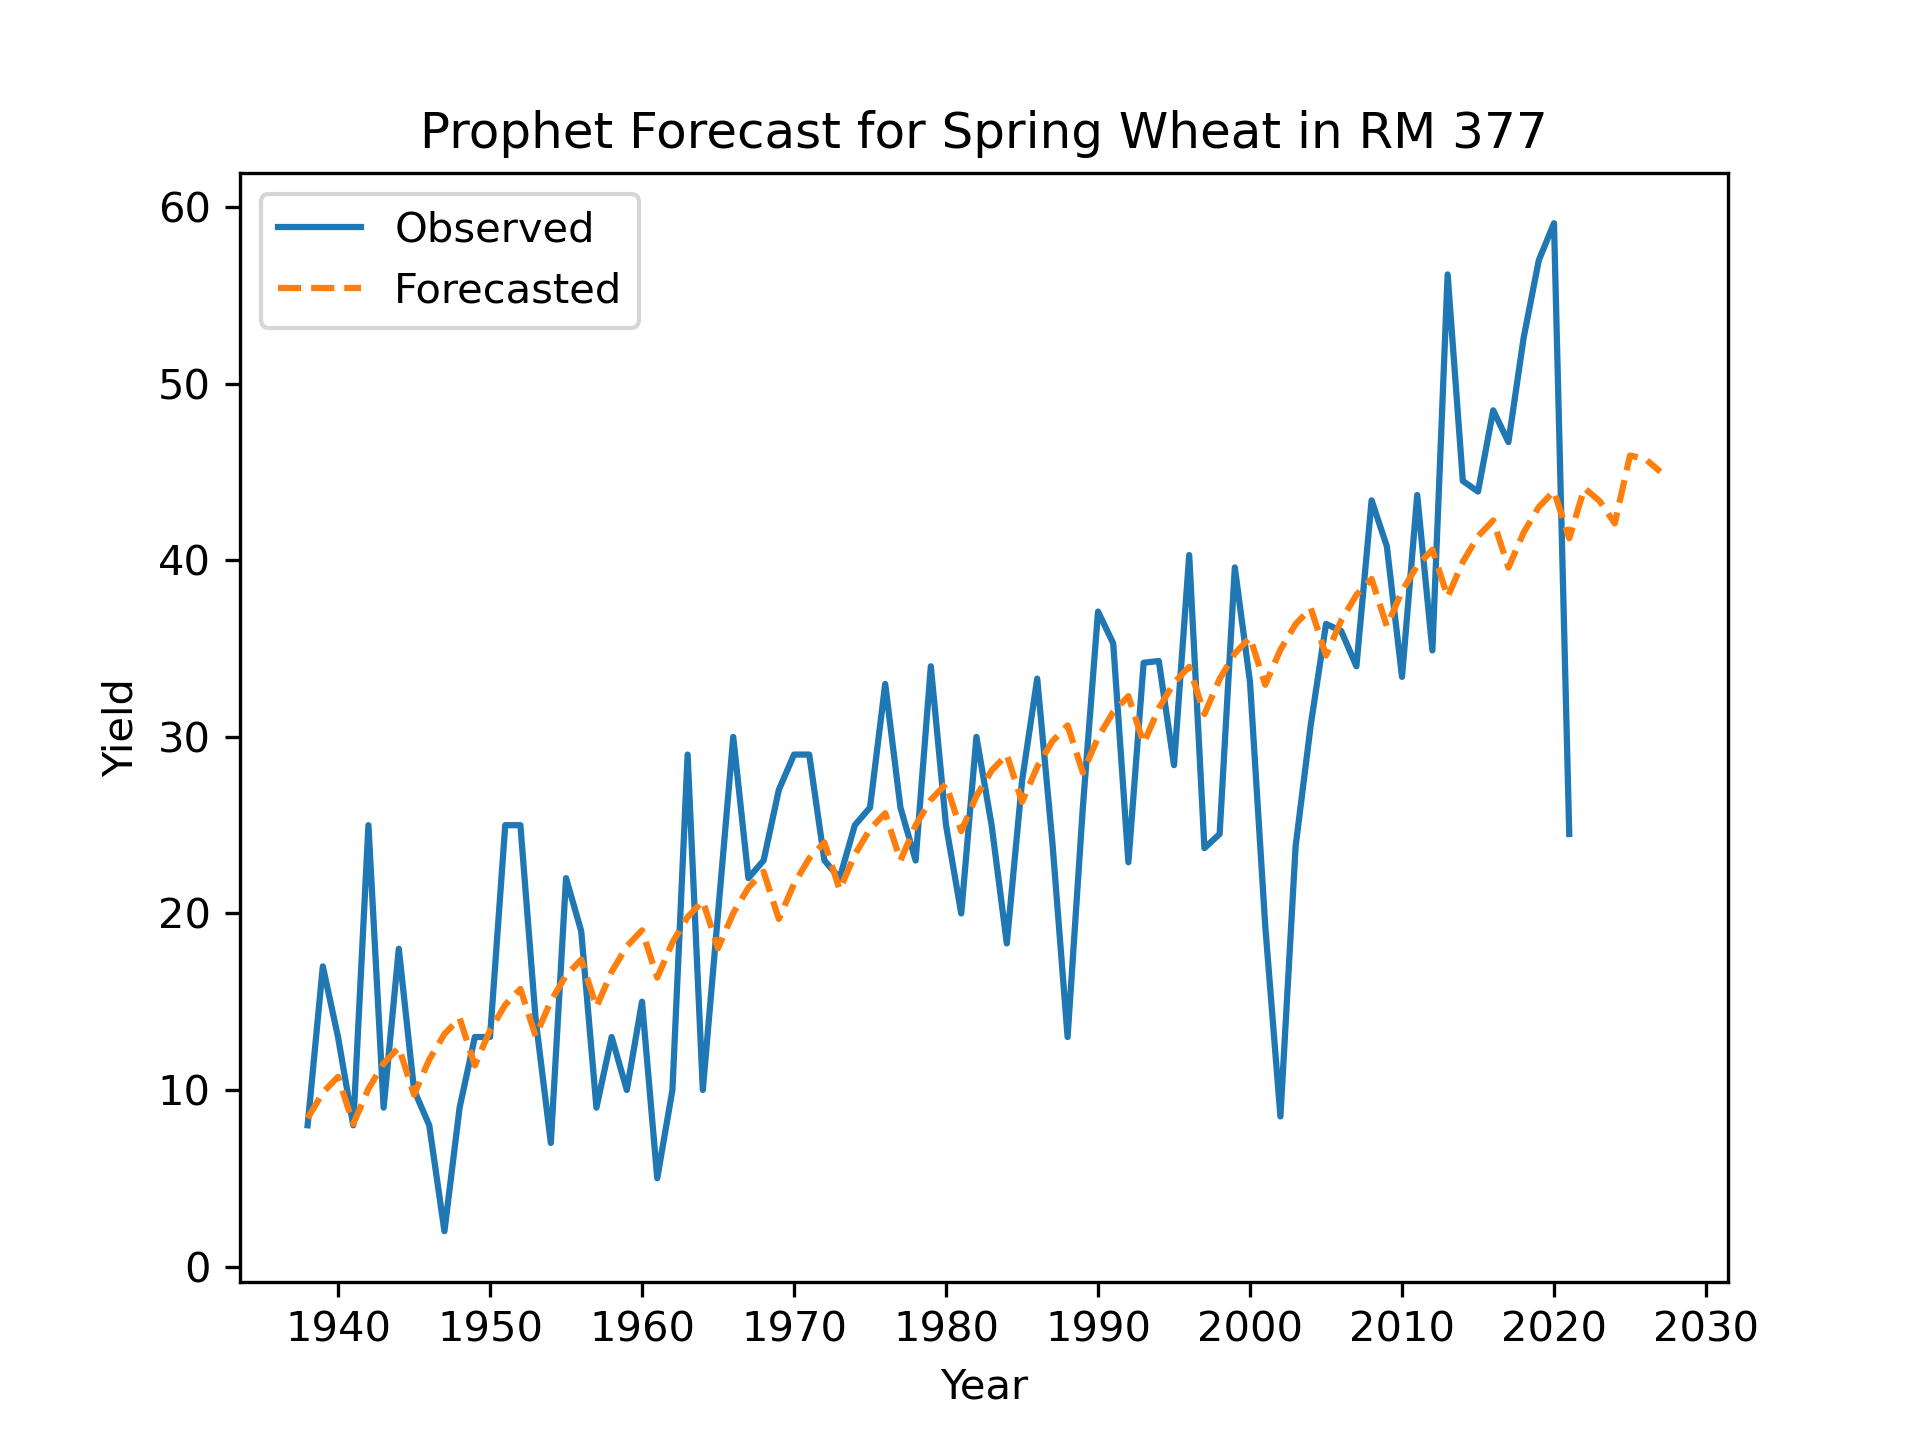 Prophet Forecast for Spring Wheat in RM 377
Observed
Forecasted
60
50
40
30
20
10
0
Yield
1940 1950 1960 1970 1980 1990 2000 2010 2020 2030
Year